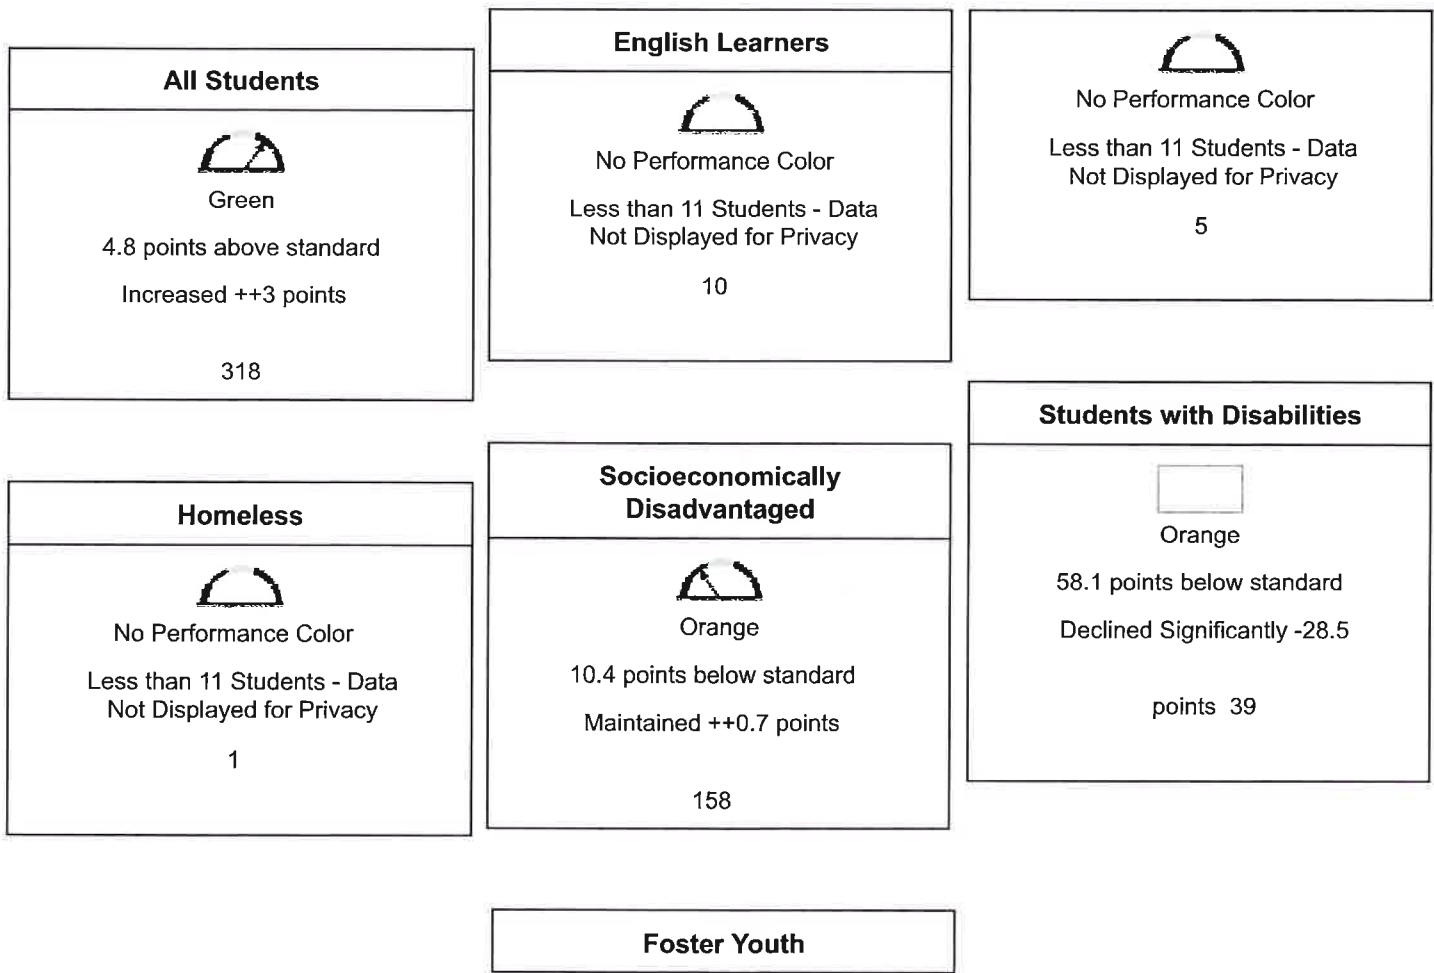 All Students
Green
4.8 points above standard
Increased ++3 points
318
English Learners
No Performance Color
Less than 11 Students - Data
Not Displayed for Privacy
10
No Performance Color
Less than 11 Students - Data
Not Displayed for Privacy
5
Homeless
No Performance Color
Less than 11 Students - Data
Not Displayed for Privacy
1
Socioeconomically
Disadvantaged
Orange
10.4 points below standard
Maintained ++0.7 points
158
Students with Disabilities
Orange
58.1 points below standard
Declined Significantly -28.5
points 39
Foster Youth